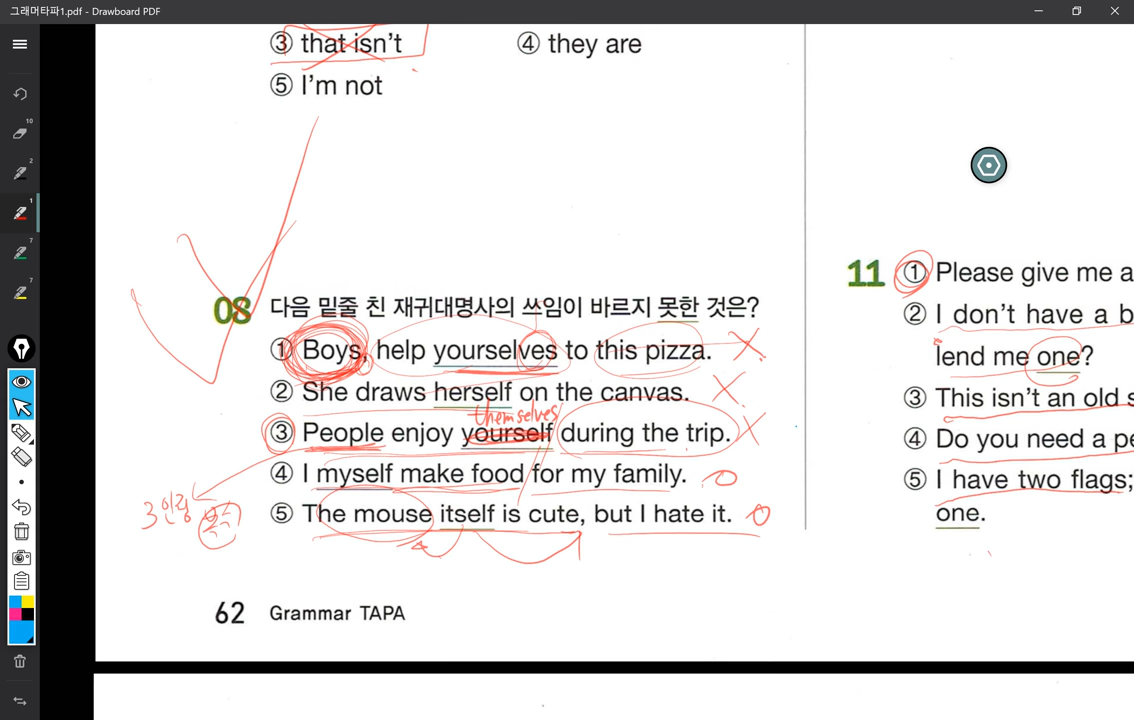 그래머타파1.pdf - Drawboard PDF
③ that isn't ④ they are
⑤ I'm not
10
2
1
7
7
08 다음 밑줄 친 재귀대명사의 쓰임이 바르지 못한 것은?
① Boys, help yourselves to this pizza. X
② She draws herself on the canvas. X
themselves
③ People enjoy yourself during the trip. X
④ I myself make food for my family. O
3인칭 복수
⑤ The mouse itself is cute, but I hate it. O
62 Grammar TAPA
11 ① Please give me a
② I don't have a b
lend me one?
③ This isn't an old s
④ Do you need a pe
⑤ I have two flags;
one.